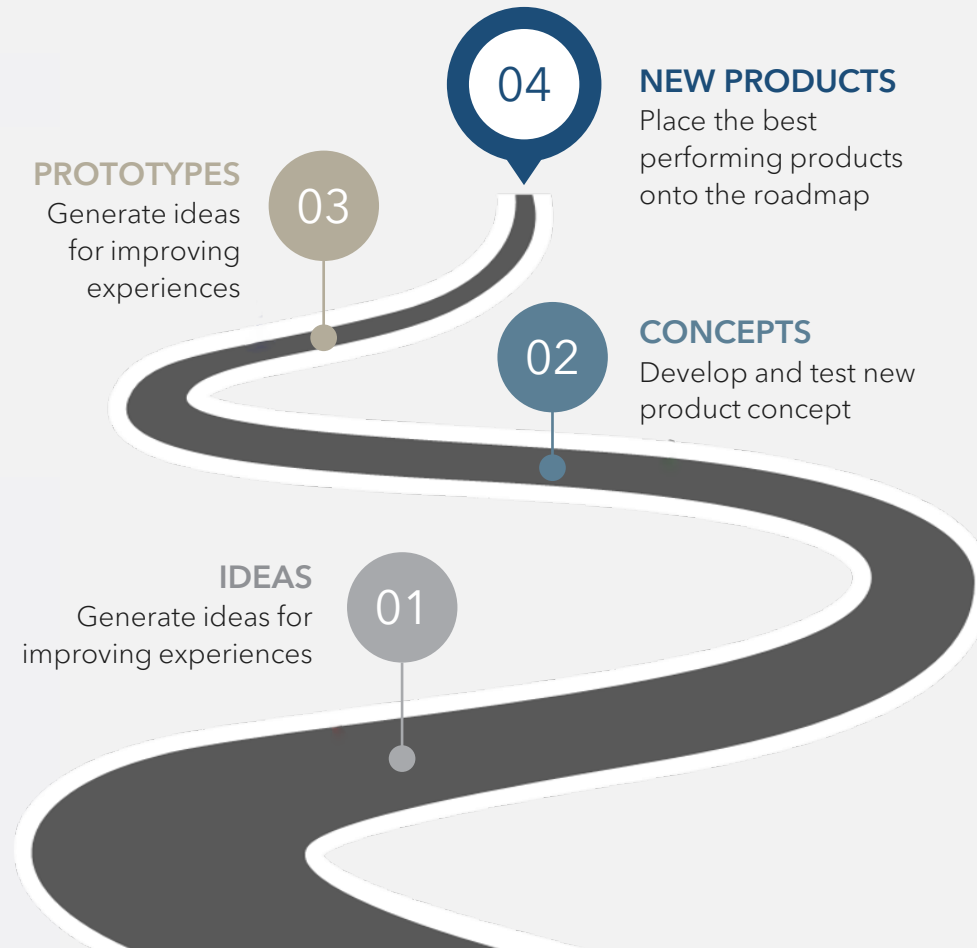 04
NEW PRODUCTS
Place the best
performing products
onto the roadmap
03
PROTOTYPES
Generate ideas
for improving
experiences
02
CONCEPTS
Develop and test new
product concept
01
IDEAS
Generate ideas for
improving experiences